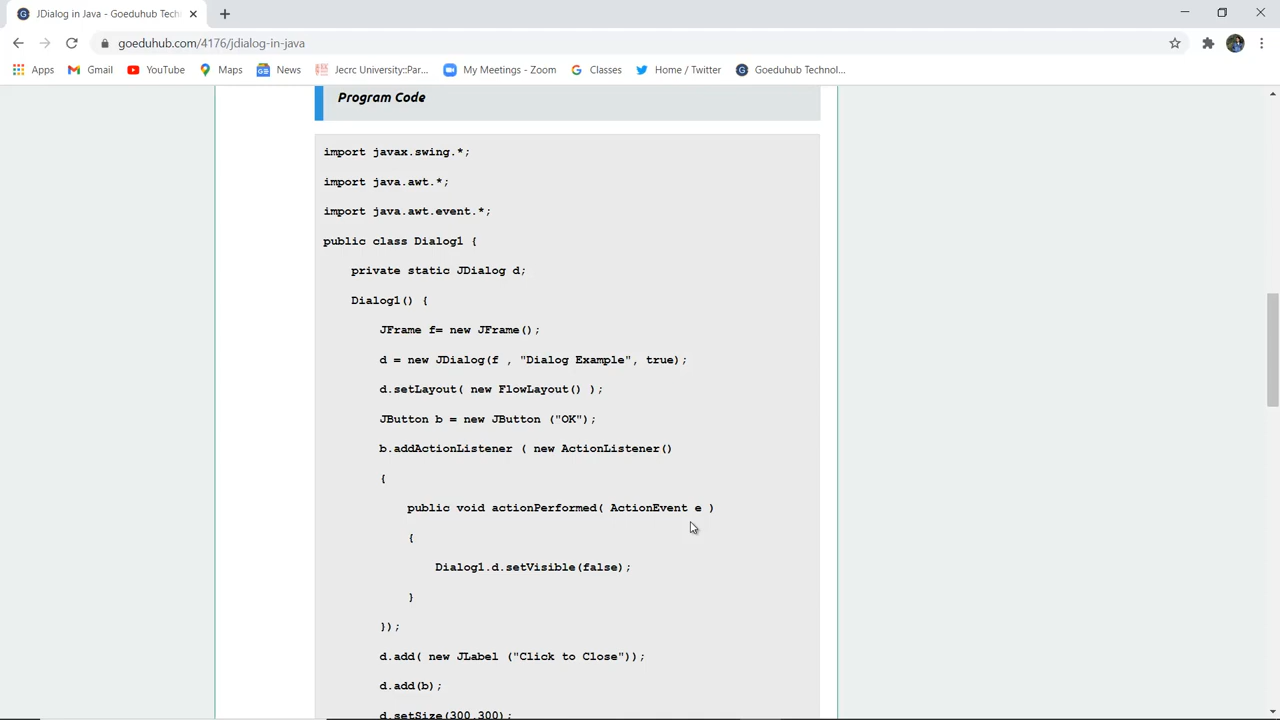 JDialog in Java - Goeduhub Tech
goeduhub.com/4176/jdialog-in-java
Apps Gmail YouTube Maps News Jecrc University::Par... My Meetings - Zoom Classes Home / Twitter Goeduhub Technol...
Program Code
import javax.swing.*;
import java.awt.*;
import java.awt.event.*;
public class Dialog1 {
private static JDialog d;
Dialog1() {
JFrame f= new JFrame();
d = new JDialog(f , "Dialog Example", true);
d.setLayout( new FlowLayout() );
JButton b = new JButton ("OK");
b.addActionListener ( new ActionListener()
{
public void actionPerformed( ActionEvent e )
{
Dialog1.d.setVisible(false);
}
});
d.add( new JLabel ("Click to Close"));
d.add(b);
d.setSize(300,300);